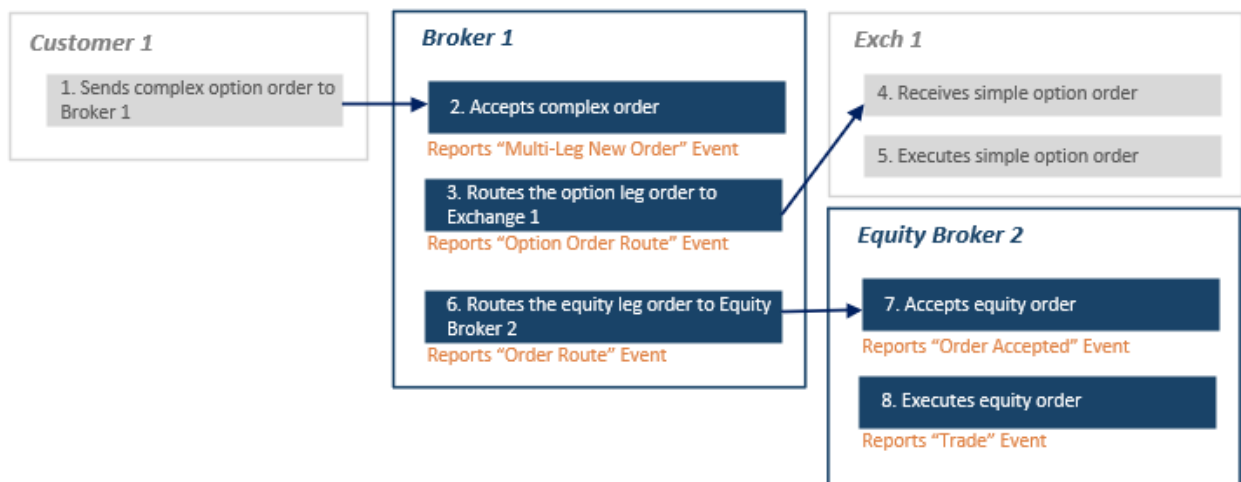 Customer 1
1. Sends complex option order to
Broker 1
Broker 1
2. Accepts complex order
Reports “Multi-Leg New Order” Event
3. Routes the option leg order to
Exchange 1
Reports “Option Order Route” Event
6. Routes the equity leg order to Equity
Broker 2
Reports “Order Route” Event
Exch 1
4. Receives simple option order
5. Executes simple option order
Equity Broker 2
7. Accepts equity order
Reports “Order Accepted” Event
8. Executes equity order
Reports “Trade” Event